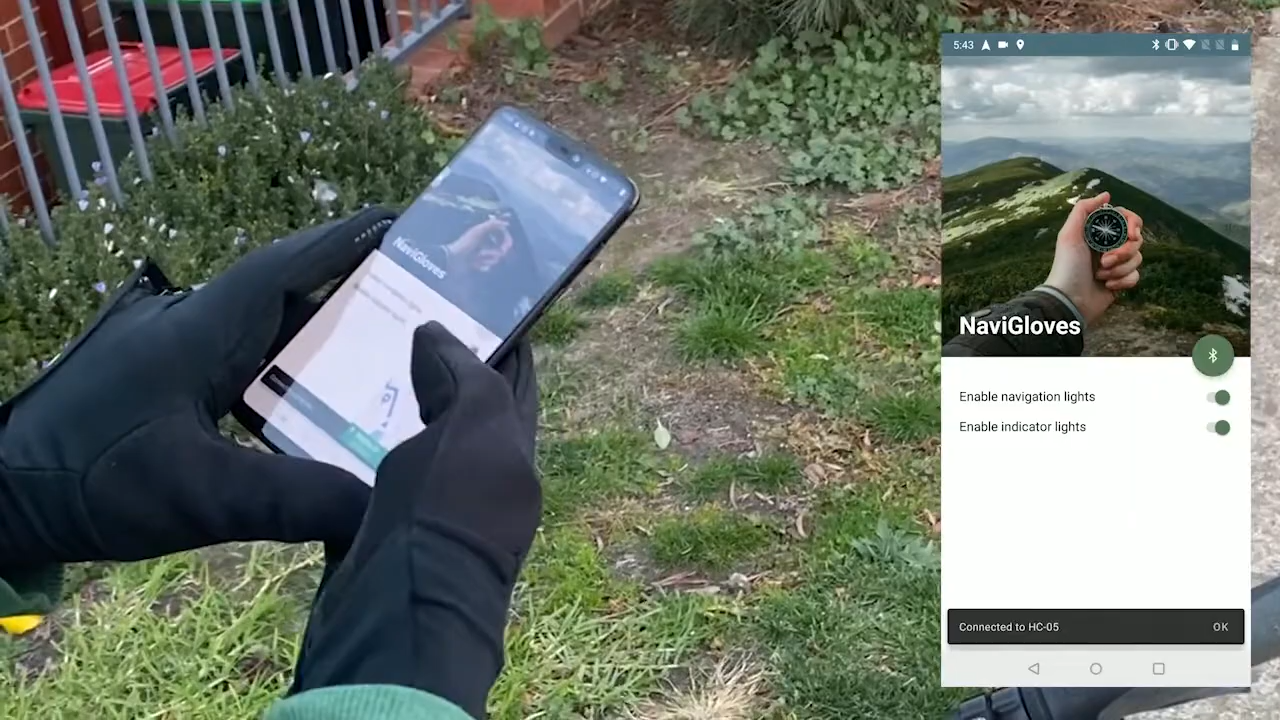 NaviGloves
5:43
NaviGloves
Enable navigation lights
Enable indicator lights
Connected to HC-05
OK